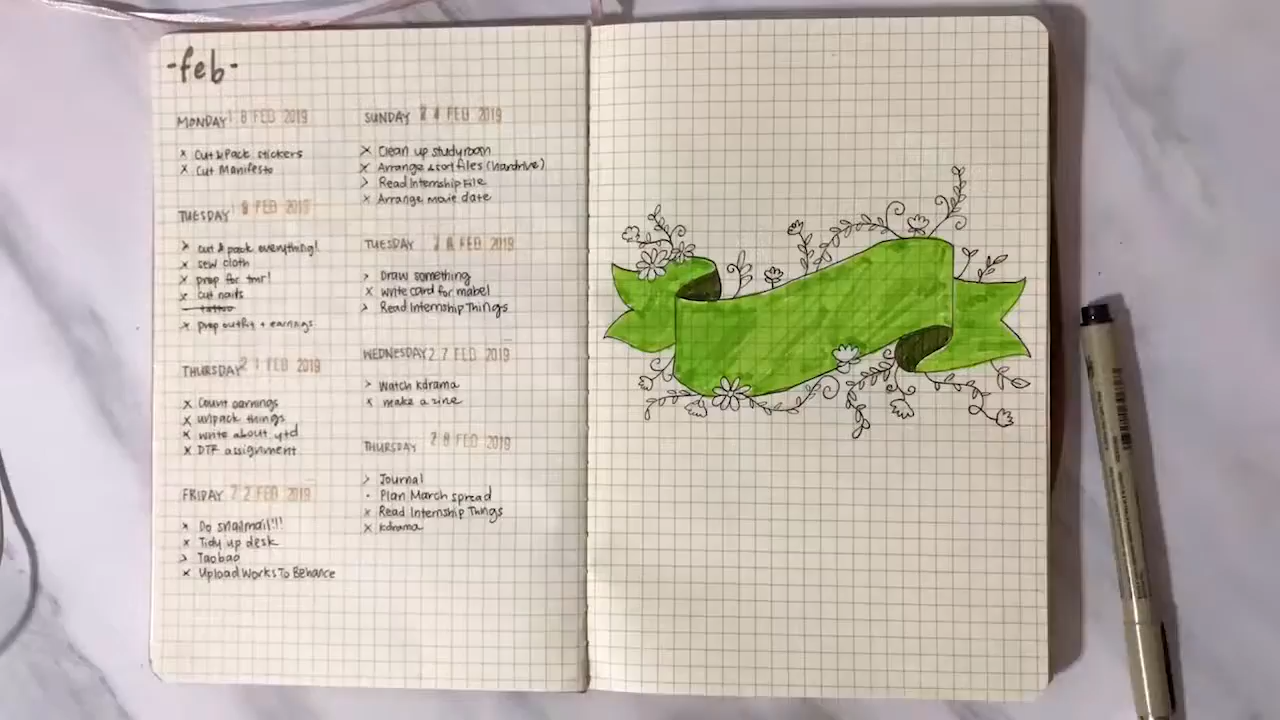 -feb-
MONDAY 18 FEB 2019
x Cut & Pack stickers
x Cut Manifesto
TUESDAY 19 FEB 2019
> cut & pack everything!
x sew cloth
x prep for tmr!
x cut nails
tattoo
x prep outfit + earrings
THURSDAY 21 FEB 2019
x Count earnings
x unpack things
x write about ytd
x DTF assignment
FRIDAY 22 FEB 2019
x Do snailmail!!!
x Tidy up desk
> Taobao
x Upload Works To Behance
SUNDAY 24 FEB 2019
x Clean up studyroom
x Arrange & sort files (hardrive)
> Read Internship File
x Arrange movie date
TUESDAY 26 FEB 2019
> Draw something
x write card for mabel
> Read Internship Things
WEDNESDAY 27 FEB 2019
> Watch kdrama
x make a zine
THURSDAY 28 FEB 2019
> Journal
· Plan March spread
x Read Internship Things
x kdrama